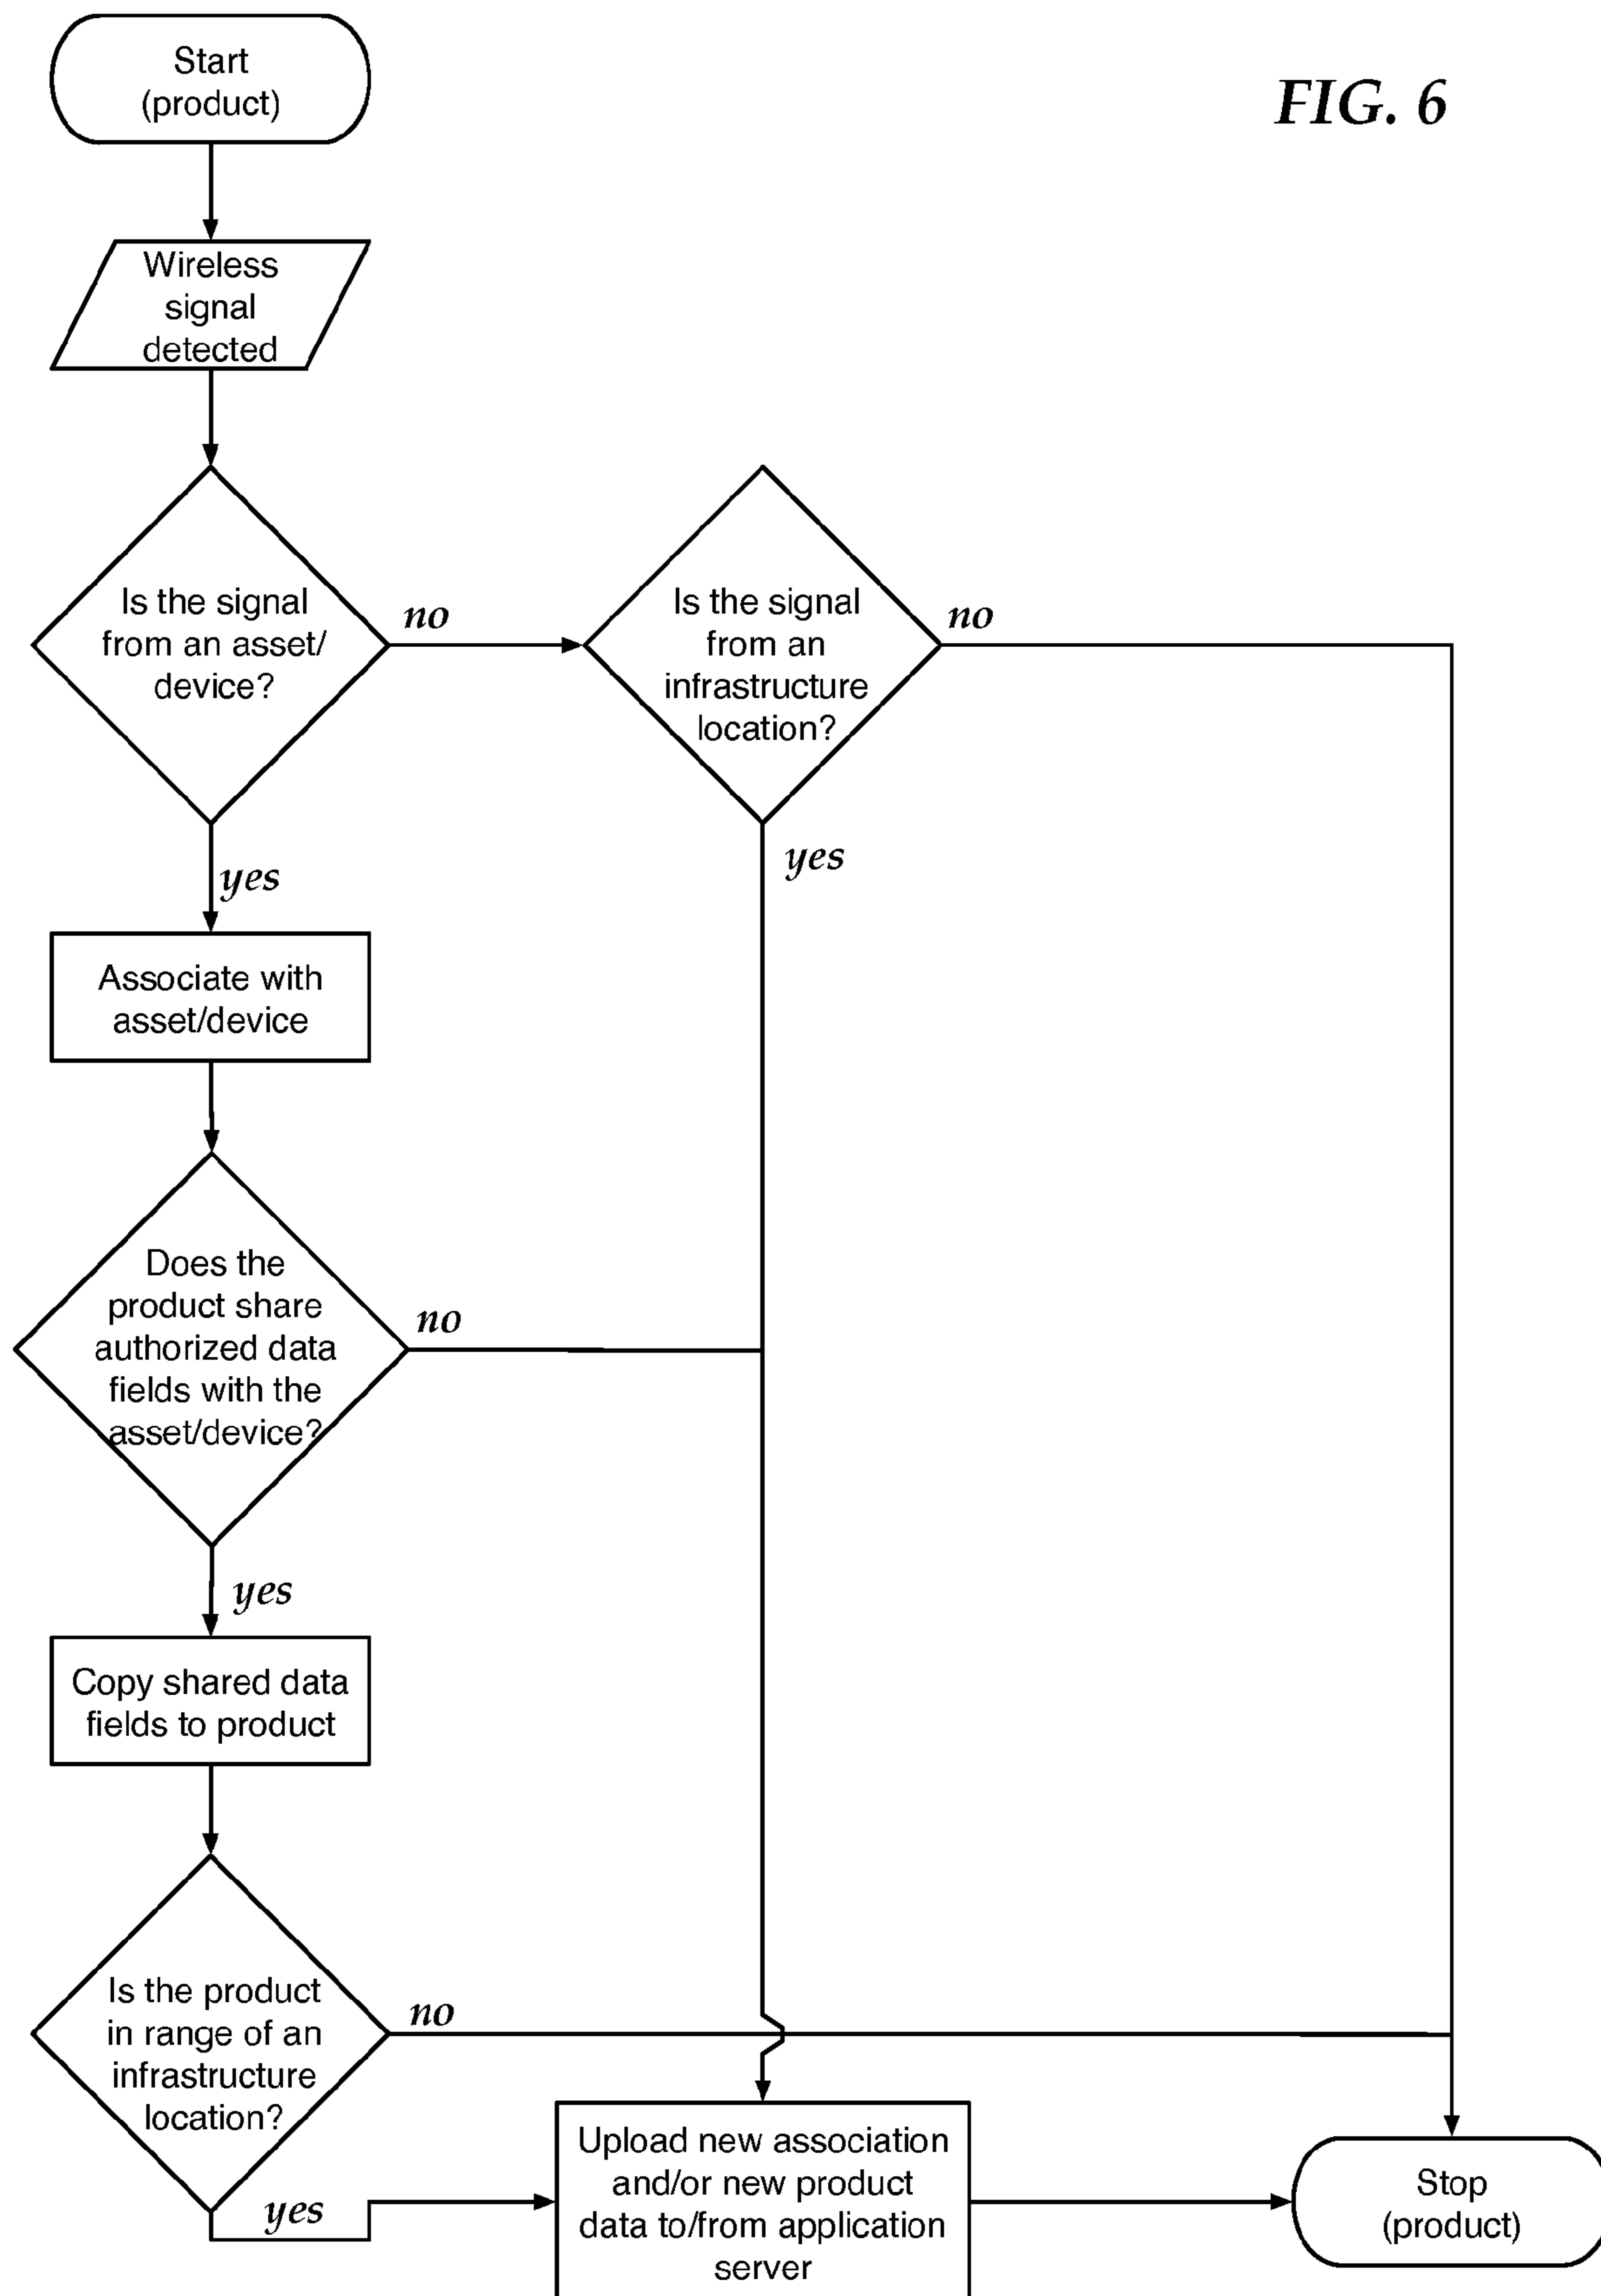 Start
(product)
FIG. 6
Wireless
signal
detected
Is the signal
from an asset/
device?
no
Is the signal
from an
infrastructure
location?
no
yes
yes
Associate with
asset/device
Does the
product share
authorized data
fields with the
asset/device?
no
yes
Copy shared data
fields to product
Is the product
in range of an
infrastructure
location?
no
yes
Upload new association
and/or new product
data to/from application
server
Stop
(product)